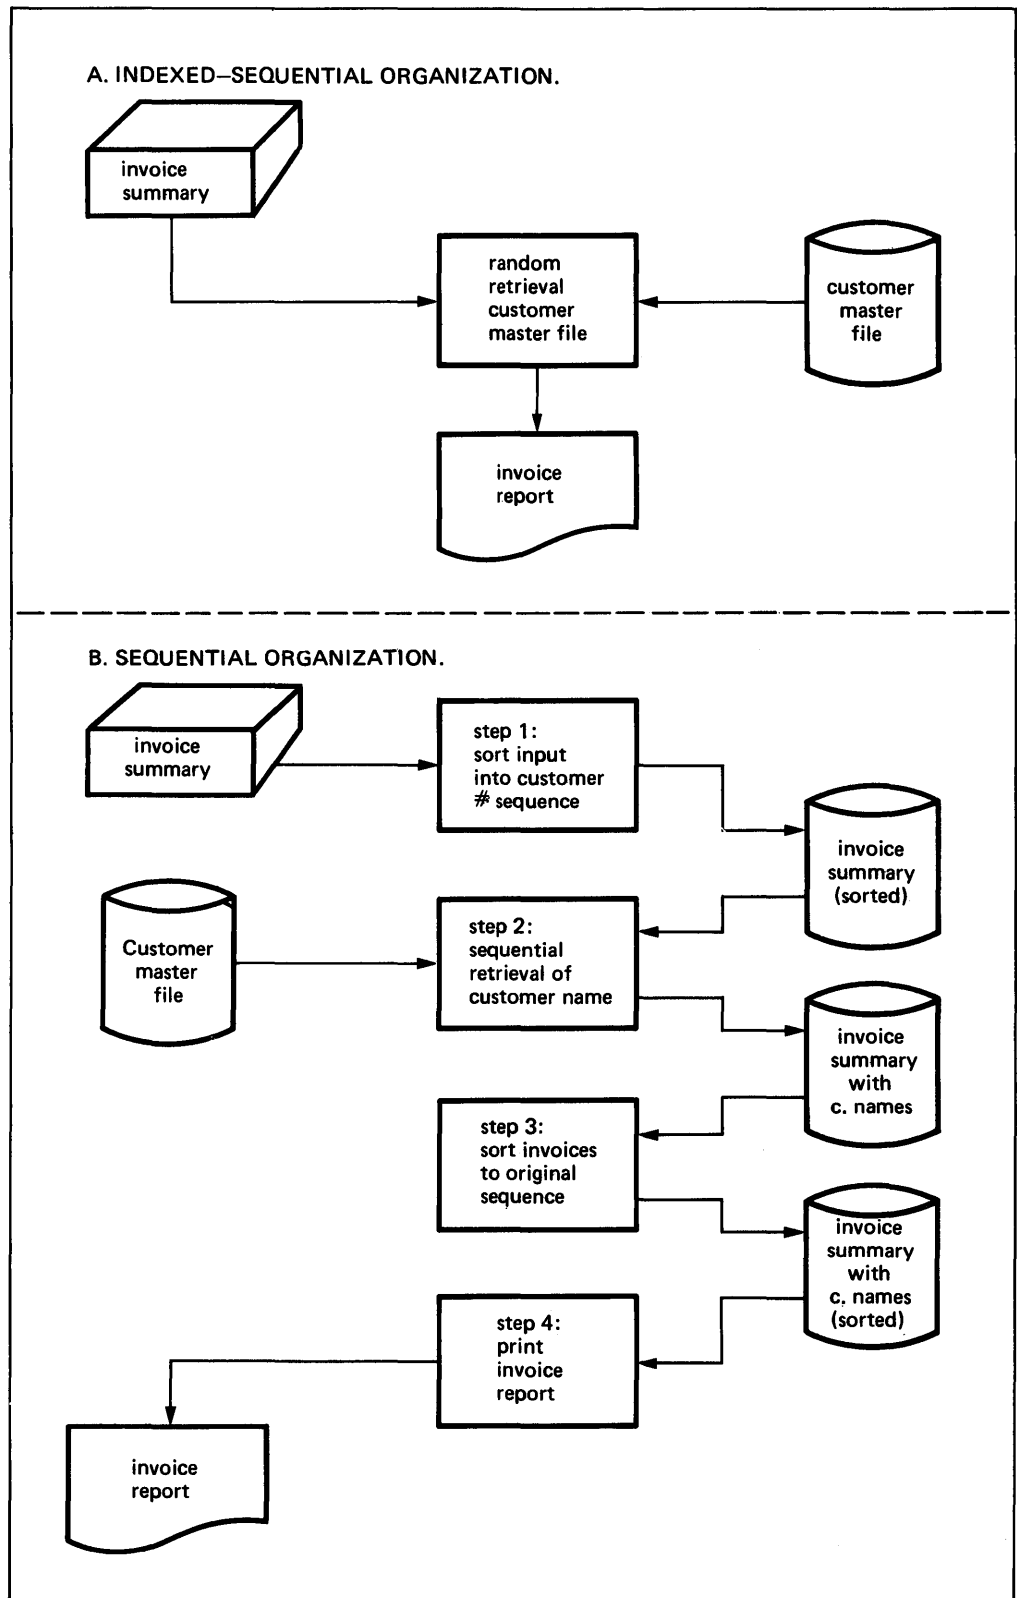 A. INDEXED–SEQUENTIAL ORGANIZATION.
invoice
summary
random
retrieval
customer
master file
customer
master
file
invoice
report
B. SEQUENTIAL ORGANIZATION.
invoice
summary
step 1:
sort input
into customer
# sequence
invoice
summary
(sorted)
Customer
master
file
step 2:
sequential
retrieval of
customer name
invoice
summary
with
c. names
step 3:
sort invoices
to original
sequence
invoice
summary
with
c. names
(sorted)
step 4:
print
invoice
report
invoice
report